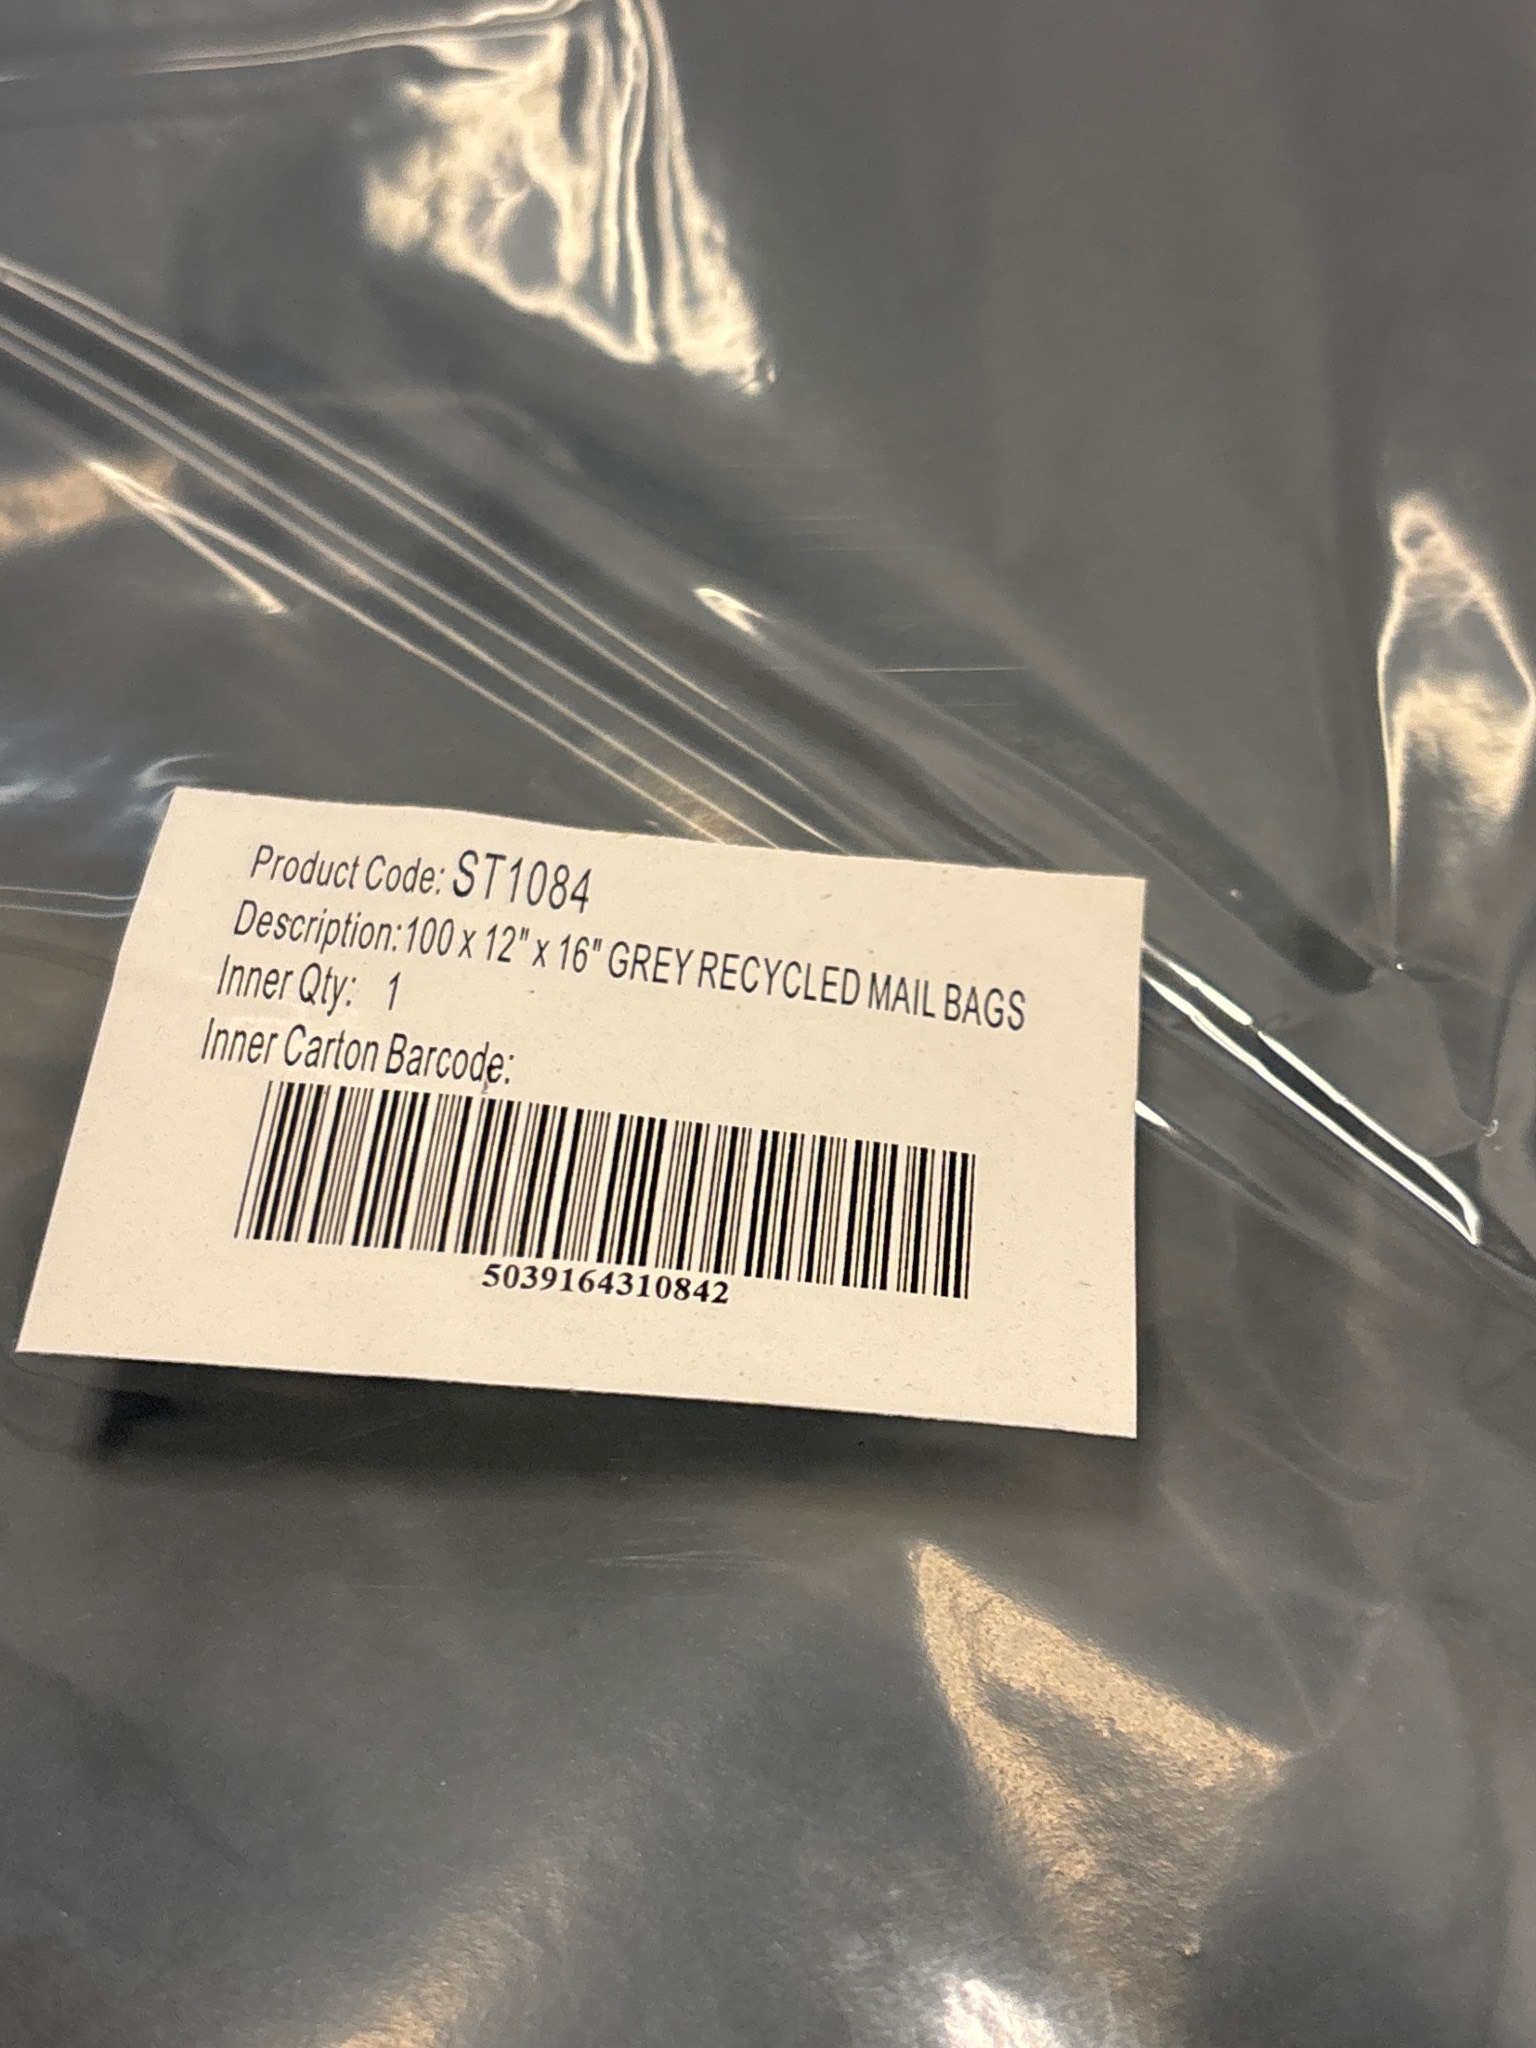 Product Code: ST1084
Description:100 x 12" x 16" GREY RECYCLED MAIL BAGS
Inner Qty: 1
Inner Carton Barcode:
5039164310842